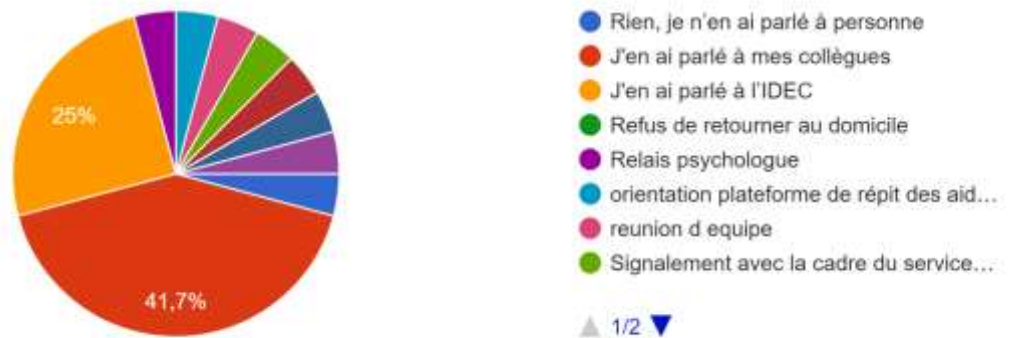 25%
41,7%
Rien, je n'en ai parlé à personne
J'en ai parlé à mes collègues
J'en ai parlé à l'IDEC
Refus de retourner au domicile
Relais psychologue
orientation plateforme de répit des aid…
reunion d equipe
Signalement avec la cadre du service…
1/2